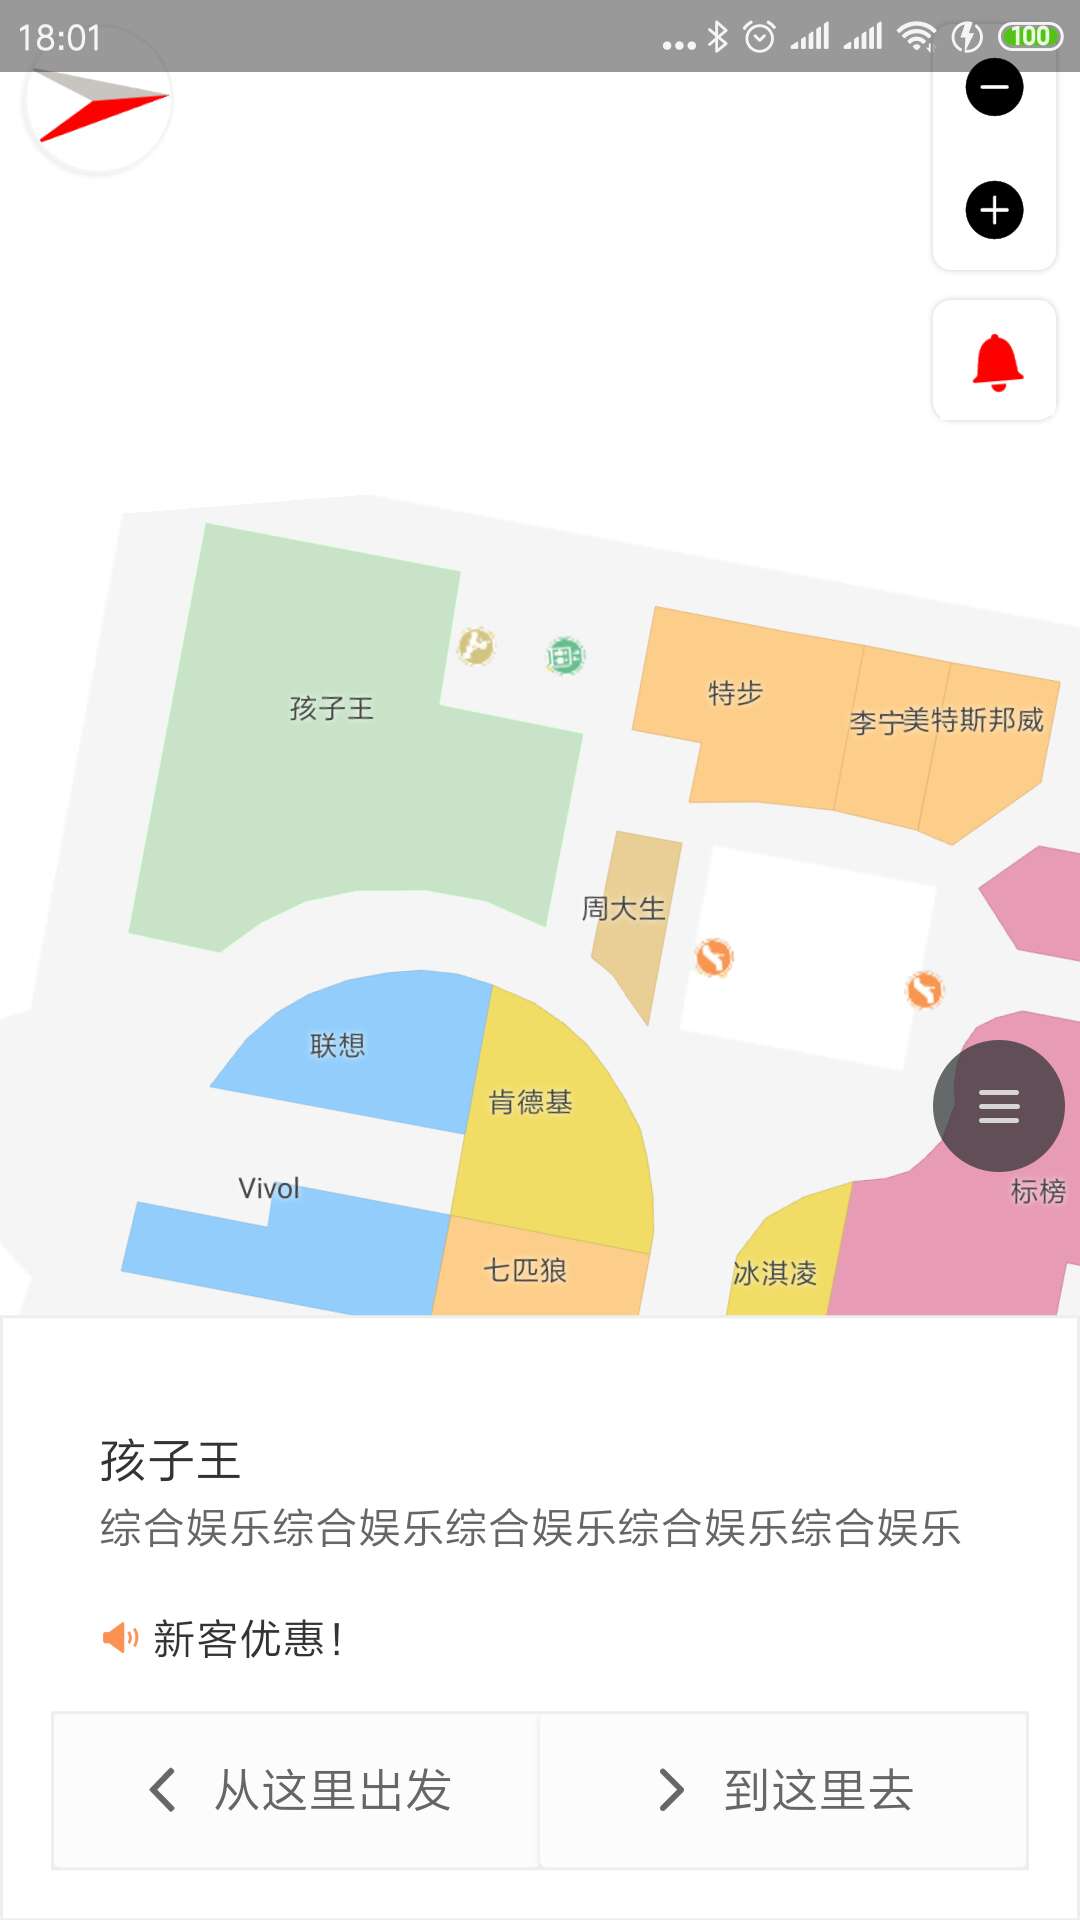 18:01
100
孩子王
特步
李宁
美特斯邦威
周大生
联想
肯德基
Vivol
标榜
七匹狼
冰淇凌
孩子王
综合娱乐综合娱乐综合娱乐综合娱乐综合娱乐
新客优惠！
从这里出发
到这里去